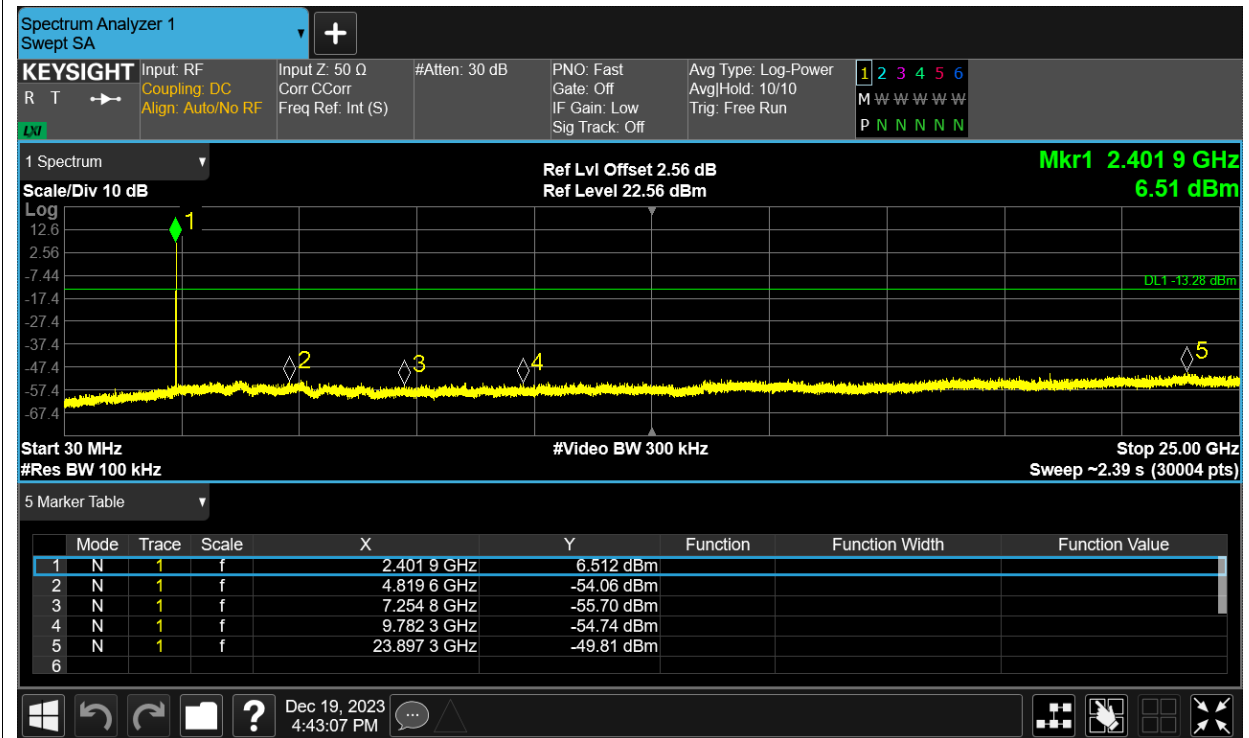 Spectrum Analyzer 1
Swept SA
KEYSIGHT Input: RF Input Z: 50 Ω #Atten: 30 dB PNO: Fast Avg Type: Log-Power 1 2 3 4 5 6
R T Coupling: DC Corr CCorr Gate: Off Avg|Hold: 10/10 M W W W W W
Align: Auto/No RF Freq Ref: Int (S) IF Gain: Low Trig: Free Run
LXI Sig Track: Off P N N N N N
1 Spectrum Ref Lvl Offset 2.56 dB Mkr1 2.401 9 GHz
Scale/Div 10 dB Ref Level 22.56 dBm 6.51 dBm
Log
1
12.6
2.56
-7.44
DL1 -13.28 dBm
-17.4
-27.4
-37.4
2 3 4 5
-47.4
-57.4
-67.4
Start 30 MHz #Video BW 300 kHz Stop 25.00 GHz
#Res BW 100 kHz Sweep ~2.39 s (30004 pts)
5 Marker Table
Mode Trace Scale X Y Function Function Width Function Value
1 N 1 f 2.401 9 GHz 6.512 dBm
2 N 1 f 4.819 6 GHz -54.06 dBm
3 N 1 f 7.254 8 GHz -55.70 dBm
4 N 1 f 9.782 3 GHz -54.74 dBm
5 N 1 f 23.897 3 GHz -49.81 dBm
6
? Dec 19, 2023
4:43:07 PM